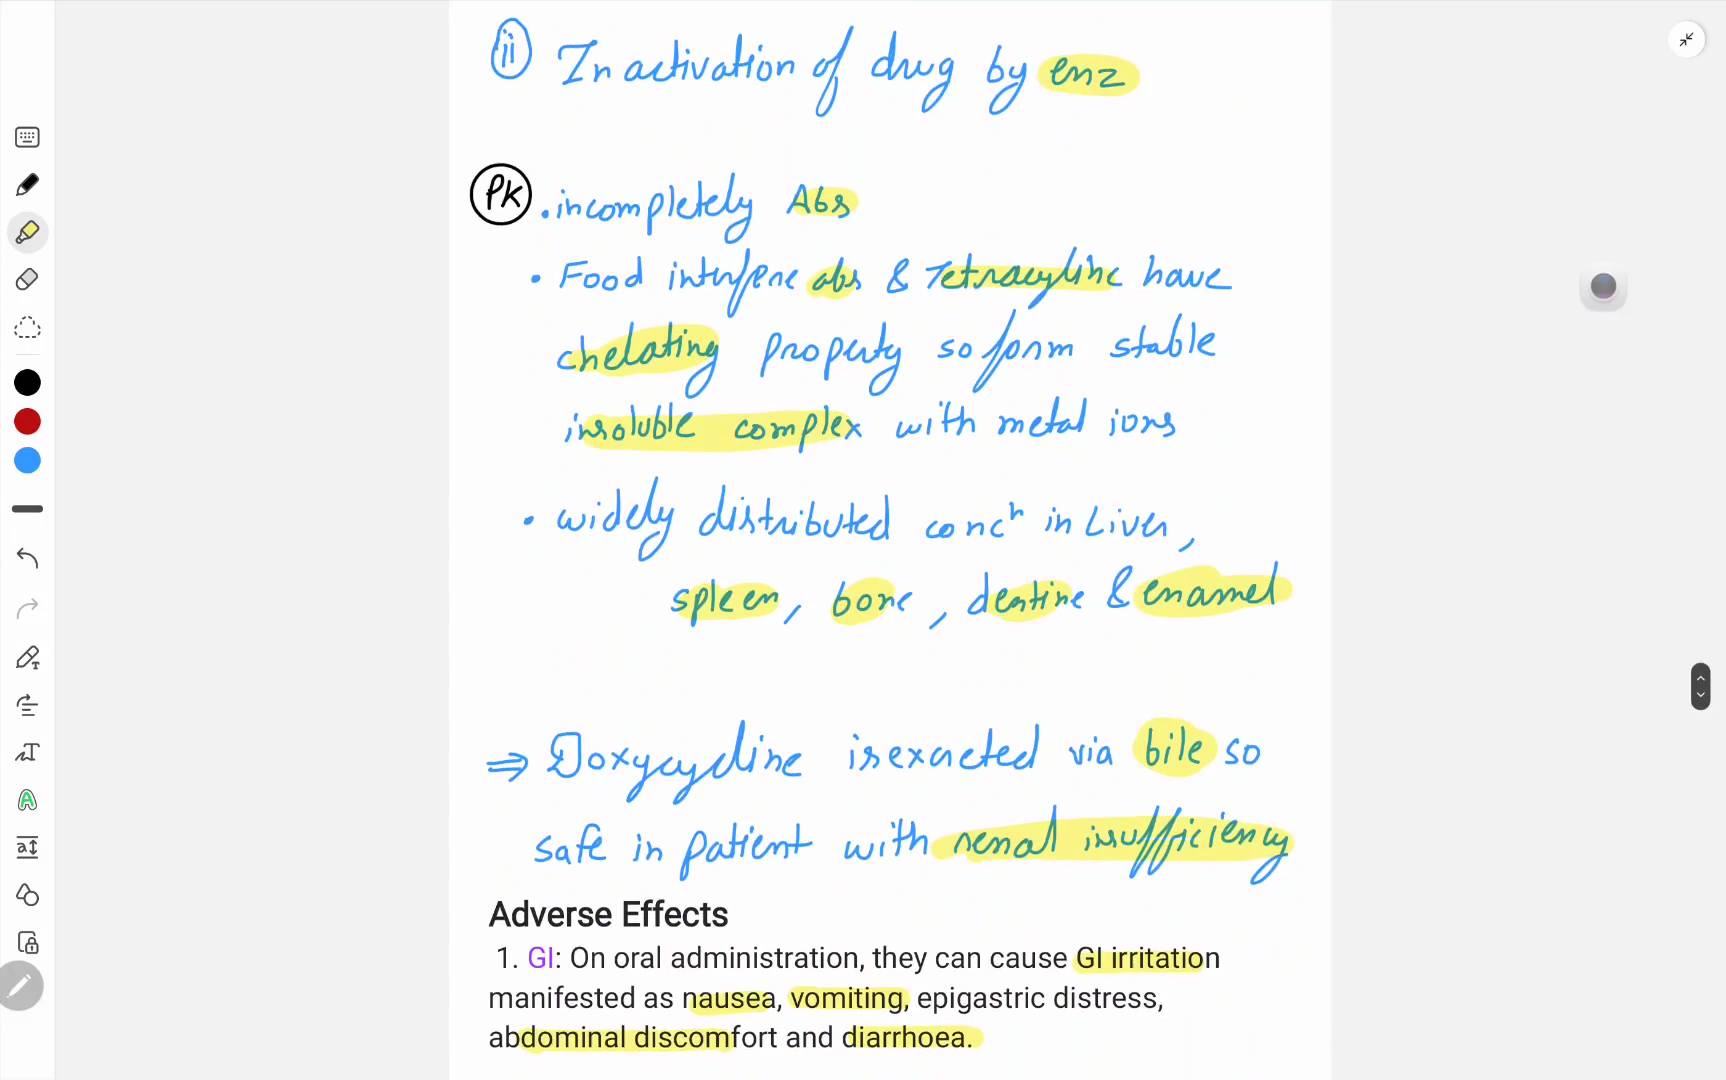 ii Inactivation of drug by enz
PK . incompletely Abs
• Food interfere abs & Tetracycline have
chelating property so form stable
insoluble complex with metal ions
• widely distributed concⁿ in Liver,
spleen, bone, dentine & enamel
⇒ Doxycycline is excreted via bile so
safe in patient with renal insufficiency
Adverse Effects
1. GI: On oral administration, they can cause GI irritation
manifested as nausea, vomiting, epigastric distress,
abdominal discomfort and diarrhoea.